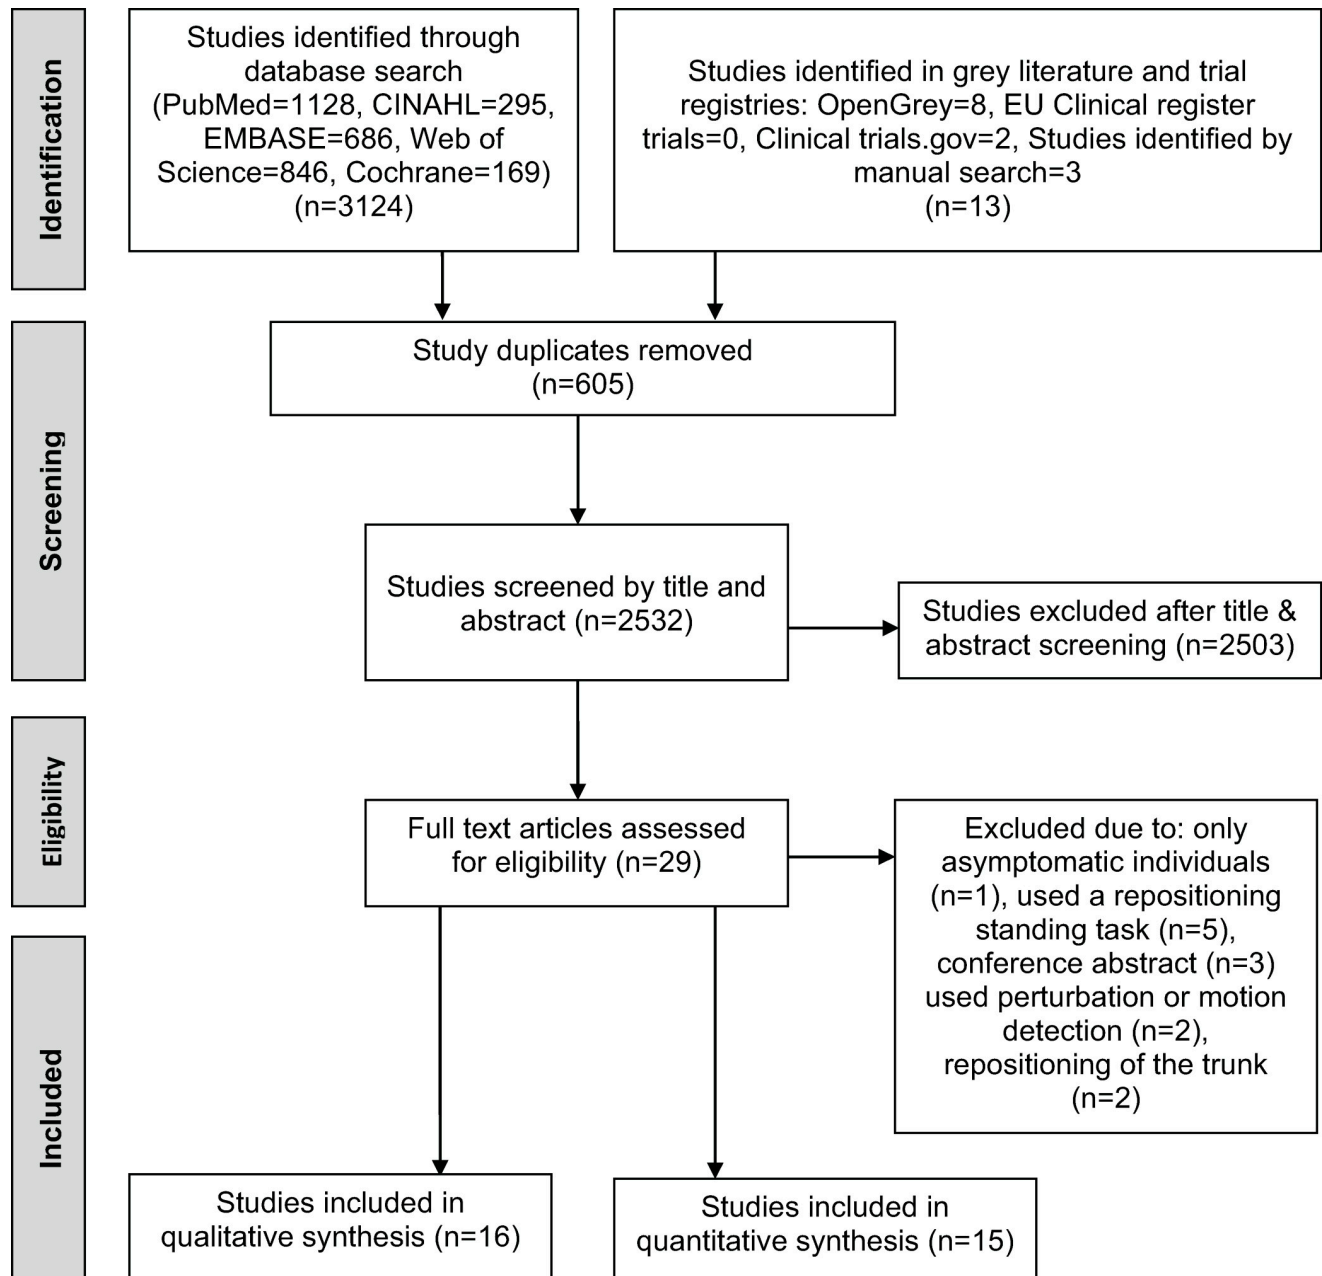 Identification
Studies identified through
database search
(PubMed=1128, CINAHL=295,
EMBASE=686, Web of
Science=846, Cochrane=169)
(n=3124)
Studies identified in grey literature and trial
registries: OpenGrey=8, EU Clinical register
trials=0, Clinical trials.gov=2, Studies identified by
manual search=3
(n=13)
Screening
Study duplicates removed
(n=605)
Studies screened by title and
abstract (n=2532)
Studies excluded after title &
abstract screening (n=2503)
Eligibility
Full text articles assessed
for eligibility (n=29)
Excluded due to: only
asymptomatic individuals
(n=1), used a repositioning
standing task (n=5),
conference abstract (n=3)
used perturbation or motion
detection (n=2),
repositioning of the trunk
(n=2)
Included
Studies included in
qualitative synthesis (n=16)
Studies included in
quantitative synthesis (n=15)